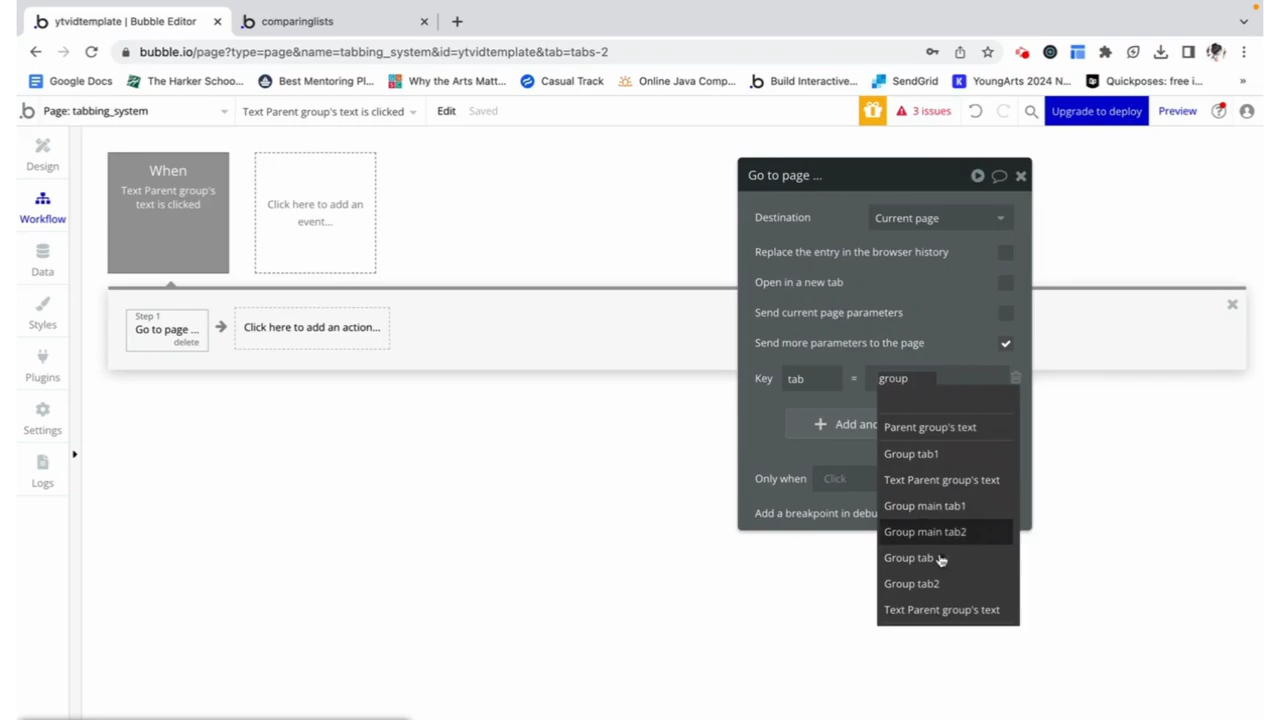 ytvidtemplate | Bubble Editor
comparinglists
bubble.io/page?type=page&name=tabbing_system&id=ytvidtemplate&tab=tabs-2
Google Docs
The Harker Schoo...
Best Mentoring Pl...
Why the Arts Matt...
Casual Track
Online Java Comp...
Build Interactive...
SendGrid
YoungArts 2024 N...
Quickposes: free i...
»
Page: tabbing_system
Text Parent group's text is clicked
Edit
Saved
3 issues
Upgrade to deploy
Preview
Design
Workflow
Data
Styles
Plugins
Settings
Logs
When
Text Parent group's
text is clicked
Click here to add an
event...
Step 1
Go to page ...
delete
Click here to add an action...
Go to page ...
Destination
Current page
Replace the entry in the browser history
Open in a new tab
Send current page parameters
Send more parameters to the page
Key
tab
=
group
Add ano
Only when
Click
Add a breakpoint in debu
Parent group's text
Group tab1
Text Parent group's text
Group main tab1
Group main tab2
Group tab
Group tab2
Text Parent group's text